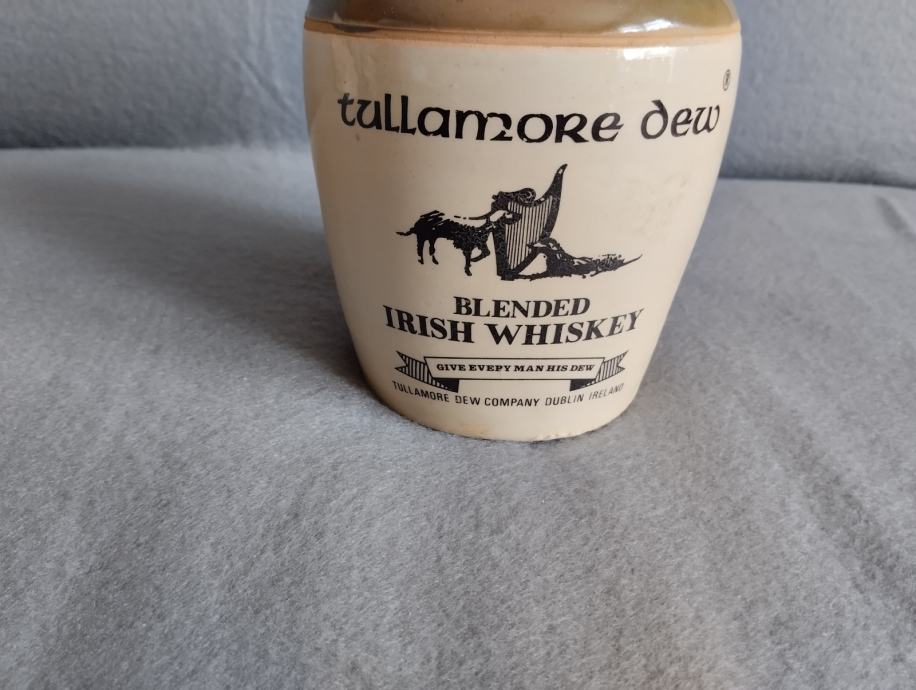 tullamore dew ®
BLENDED
IRISH WHISKEY
GIVE EVEPY MAN HIS DEW
TULLAMORE DEW COMPANY DUBLIN IRELAND